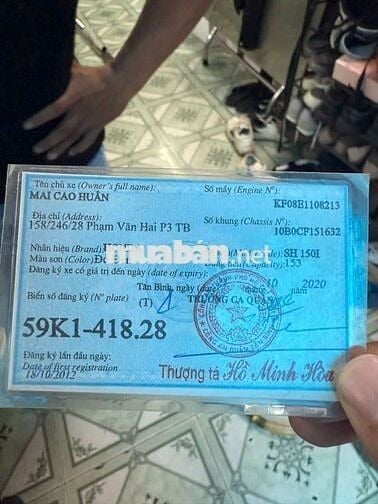 Tên chủ xe (Owner's full name):
MAI CAO HUÂN
Số máy (Engine N°):
KF08E1108213
Địa chỉ (Address):
158/246/28 Phạm Văn Hai P3 TB
Số khung (Chassis N°):
10B0CF151632
Nhãn hiệu (Brand):
SH 150I
Màu sơn (Color)
(Capacity): 153
muaban.net
Đăng ký xe có giá trị đến ngày (date of expiry):
Tân Bình, ngày 10 2020
Biển số đăng ký (N° plate)
(T) TRƯỞNG CA QUẬN
59K1-418.28
Đăng ký lần đầu ngày:
Date of first registration
18/10/2012
Thượng tá Hồ Minh Hóa